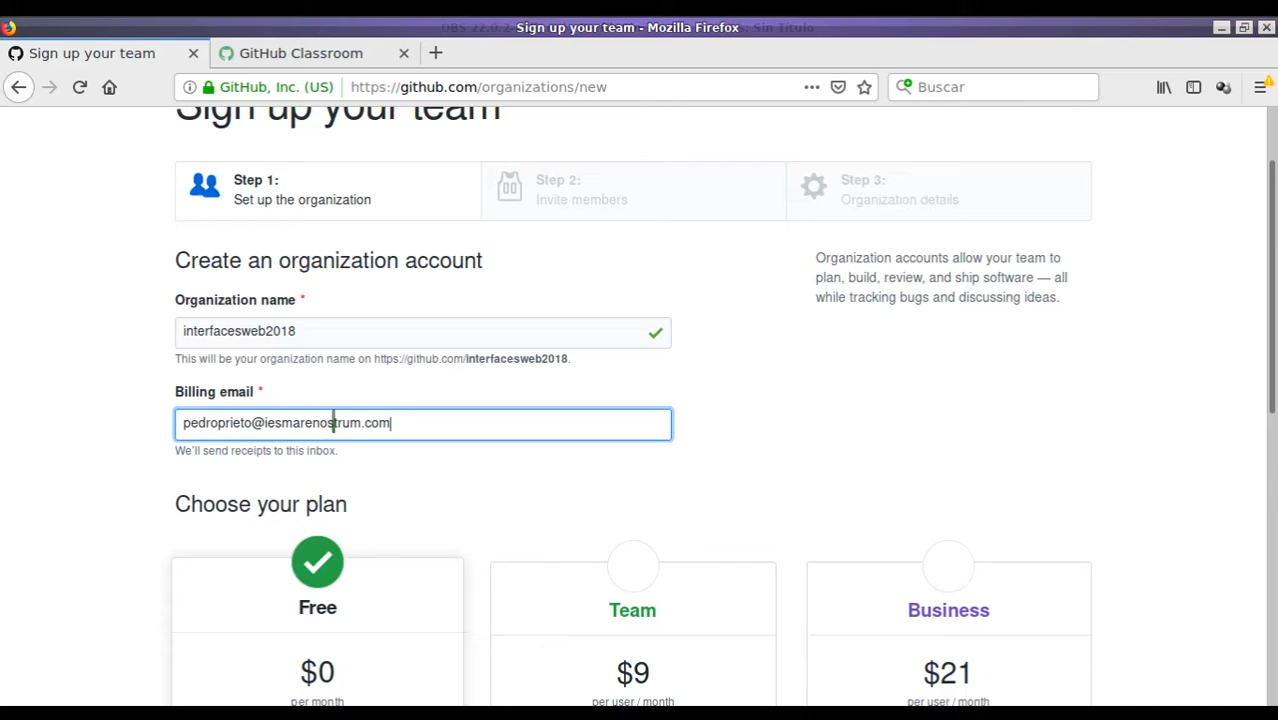 Sign up your team - Mozilla Firefox
Sign up your team
GitHub Classroom
GitHub, Inc. (US)
https://github.com/organizations/new
Buscar
Sign up your team
Step 1:
Set up the organization
Step 2:
Invite members
Step 3:
Organization details
Create an organization account
Organization accounts allow your team to
plan, build, review, and ship software — all
while tracking bugs and discussing ideas.
Organization name *
interfacesweb2018
This will be your organization name on https://github.com/interfacesweb2018.
Billing email *
pedroprieto@iesmarenostrum.com
We'll send receipts to this inbox.
Choose your plan
Free
Team
Business
$0
$9
$21
per month
per user / month
per user / month